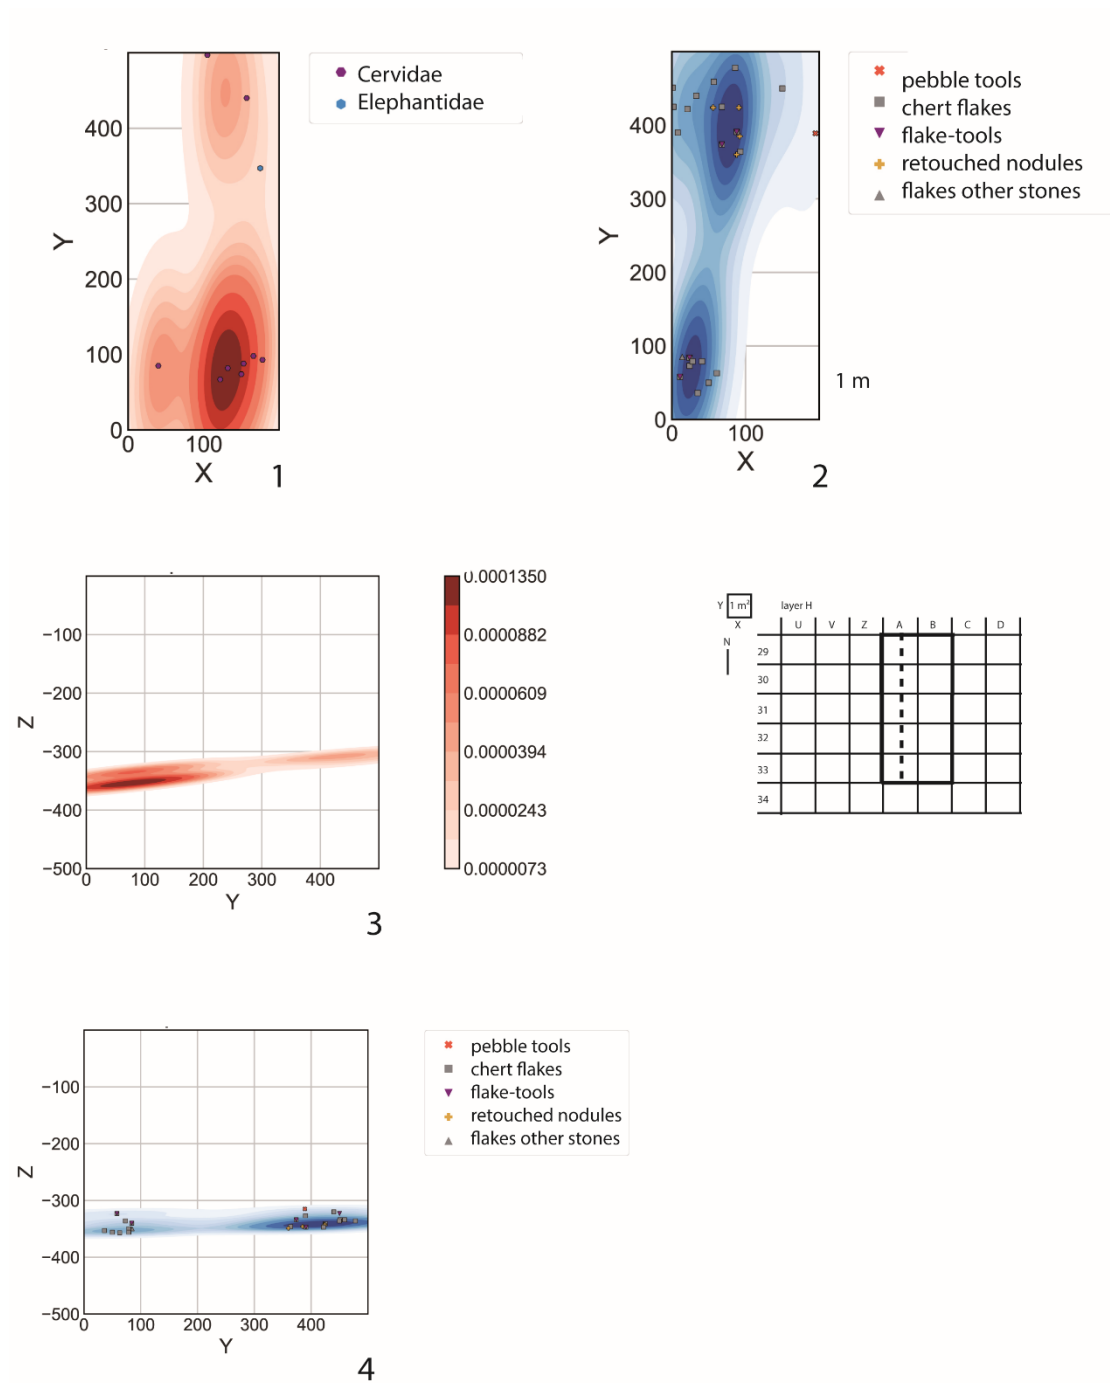 Cervidae
Elephantidae
400
300
200
100
0
Y
0 100
X
1
pebble tools
chert flakes
flake-tools
retouched nodules
flakes other stones
400
300
200
100
0
Y
0 100
X
1 m
2
−100
−200
−300
−400
−500
Z
0 100 200 300 400
Y
3
0.0001350
0.0000882
0.0000609
0.0000394
0.0000243
0.0000073
Y 1 m² layer H
X U V Z A B C D
N
29
30
31
32
33
34
−100
−200
−300
−400
−500
Z
0 100 200 300 400
Y
4
pebble tools
chert flakes
flake-tools
retouched nodules
flakes other stones